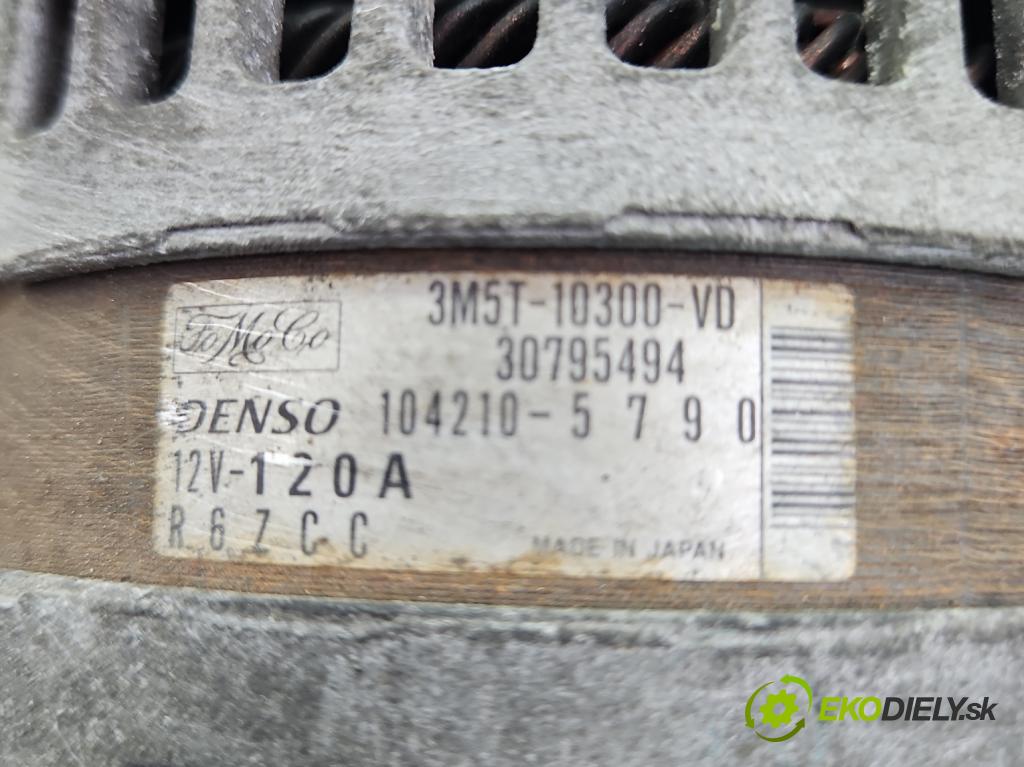 3M5T-10300-VD
FoMoCo
30795494
DENSO 104210-5790
12V-120A
R6ZCC
MADE IN JAPAN
EKODIELY.sk